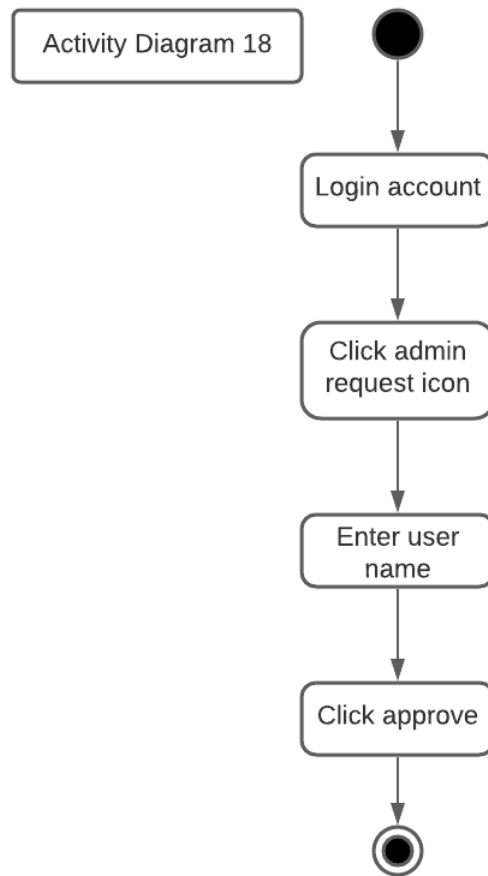 Activity Diagram 18
Login account
Click admin
request icon
Enter user
name
Click approve